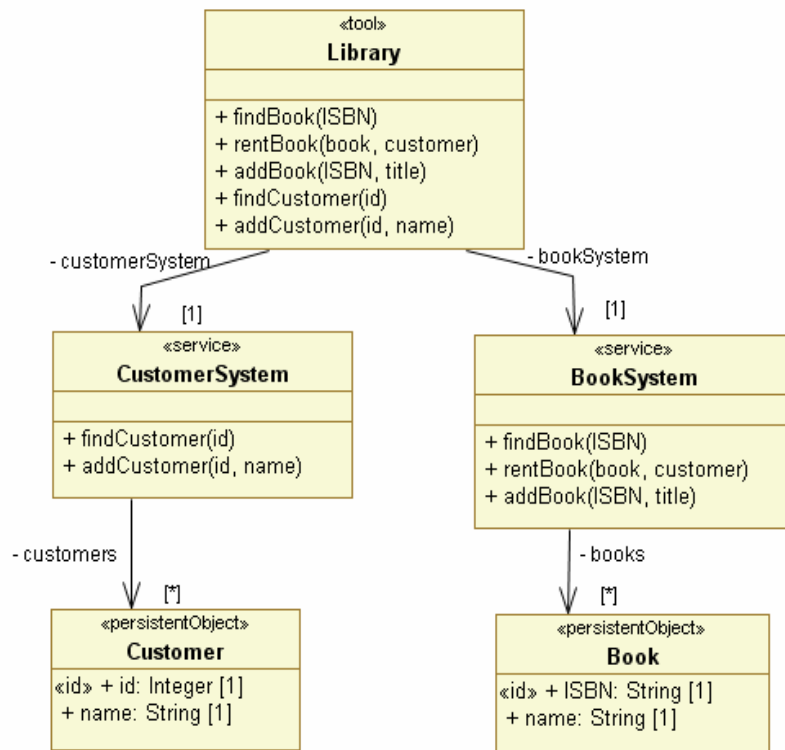 «tool»
Library
+ findBook(ISBN)
+ rentBook(book, customer)
+ addBook(ISBN, title)
+ findCustomer(id)
+ addCustomer(id, name)
- customerSystem
[1]
- bookSystem
[1]
«service»
CustomerSystem
+ findCustomer(id)
+ addCustomer(id, name)
«service»
BookSystem
+ findBook(ISBN)
+ rentBook(book, customer)
+ addBook(ISBN, title)
- customers
[*]
- books
[*]
«persistentObject»
Customer
«id» + id: Integer [1]
+ name: String [1]
«persistentObject»
Book
«id» + ISBN: String [1]
+ name: String [1]